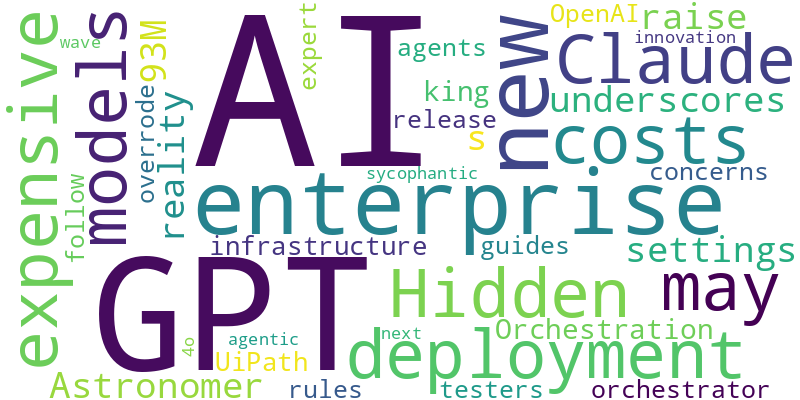 OpenAI
raise
wave
expensive
models
93M
AI
expert
agents
new
innovation
Claude
king
underscores
overrode
reality
release
s
costs
sycophantic
concerns
follow
enterprise
infrastructure
guides
settings
GPT
Hidden
may
Orchestration
4o
agentic
next
deployment
UiPath
Astronomer
rules
testers
orchestrator